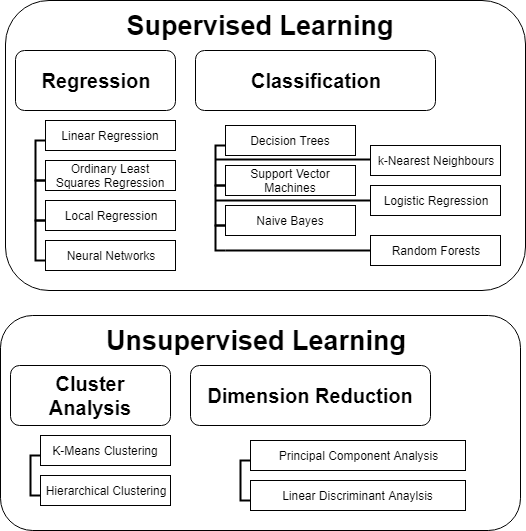 Supervised Learning
Regression
Linear Regression
Ordinary Least
Squares Regression
Local Regression
Neural Networks
Classification
Decision Trees
k-Nearest Neighbours
Support Vector
Machines
Logistic Regression
Naive Bayes
Random Forests
Unsupervised Learning
Cluster
Analysis
K-Means Clustering
Hierarchical Clustering
Dimension Reduction
Principal Component Analysis
Linear Discriminant Anaylsis